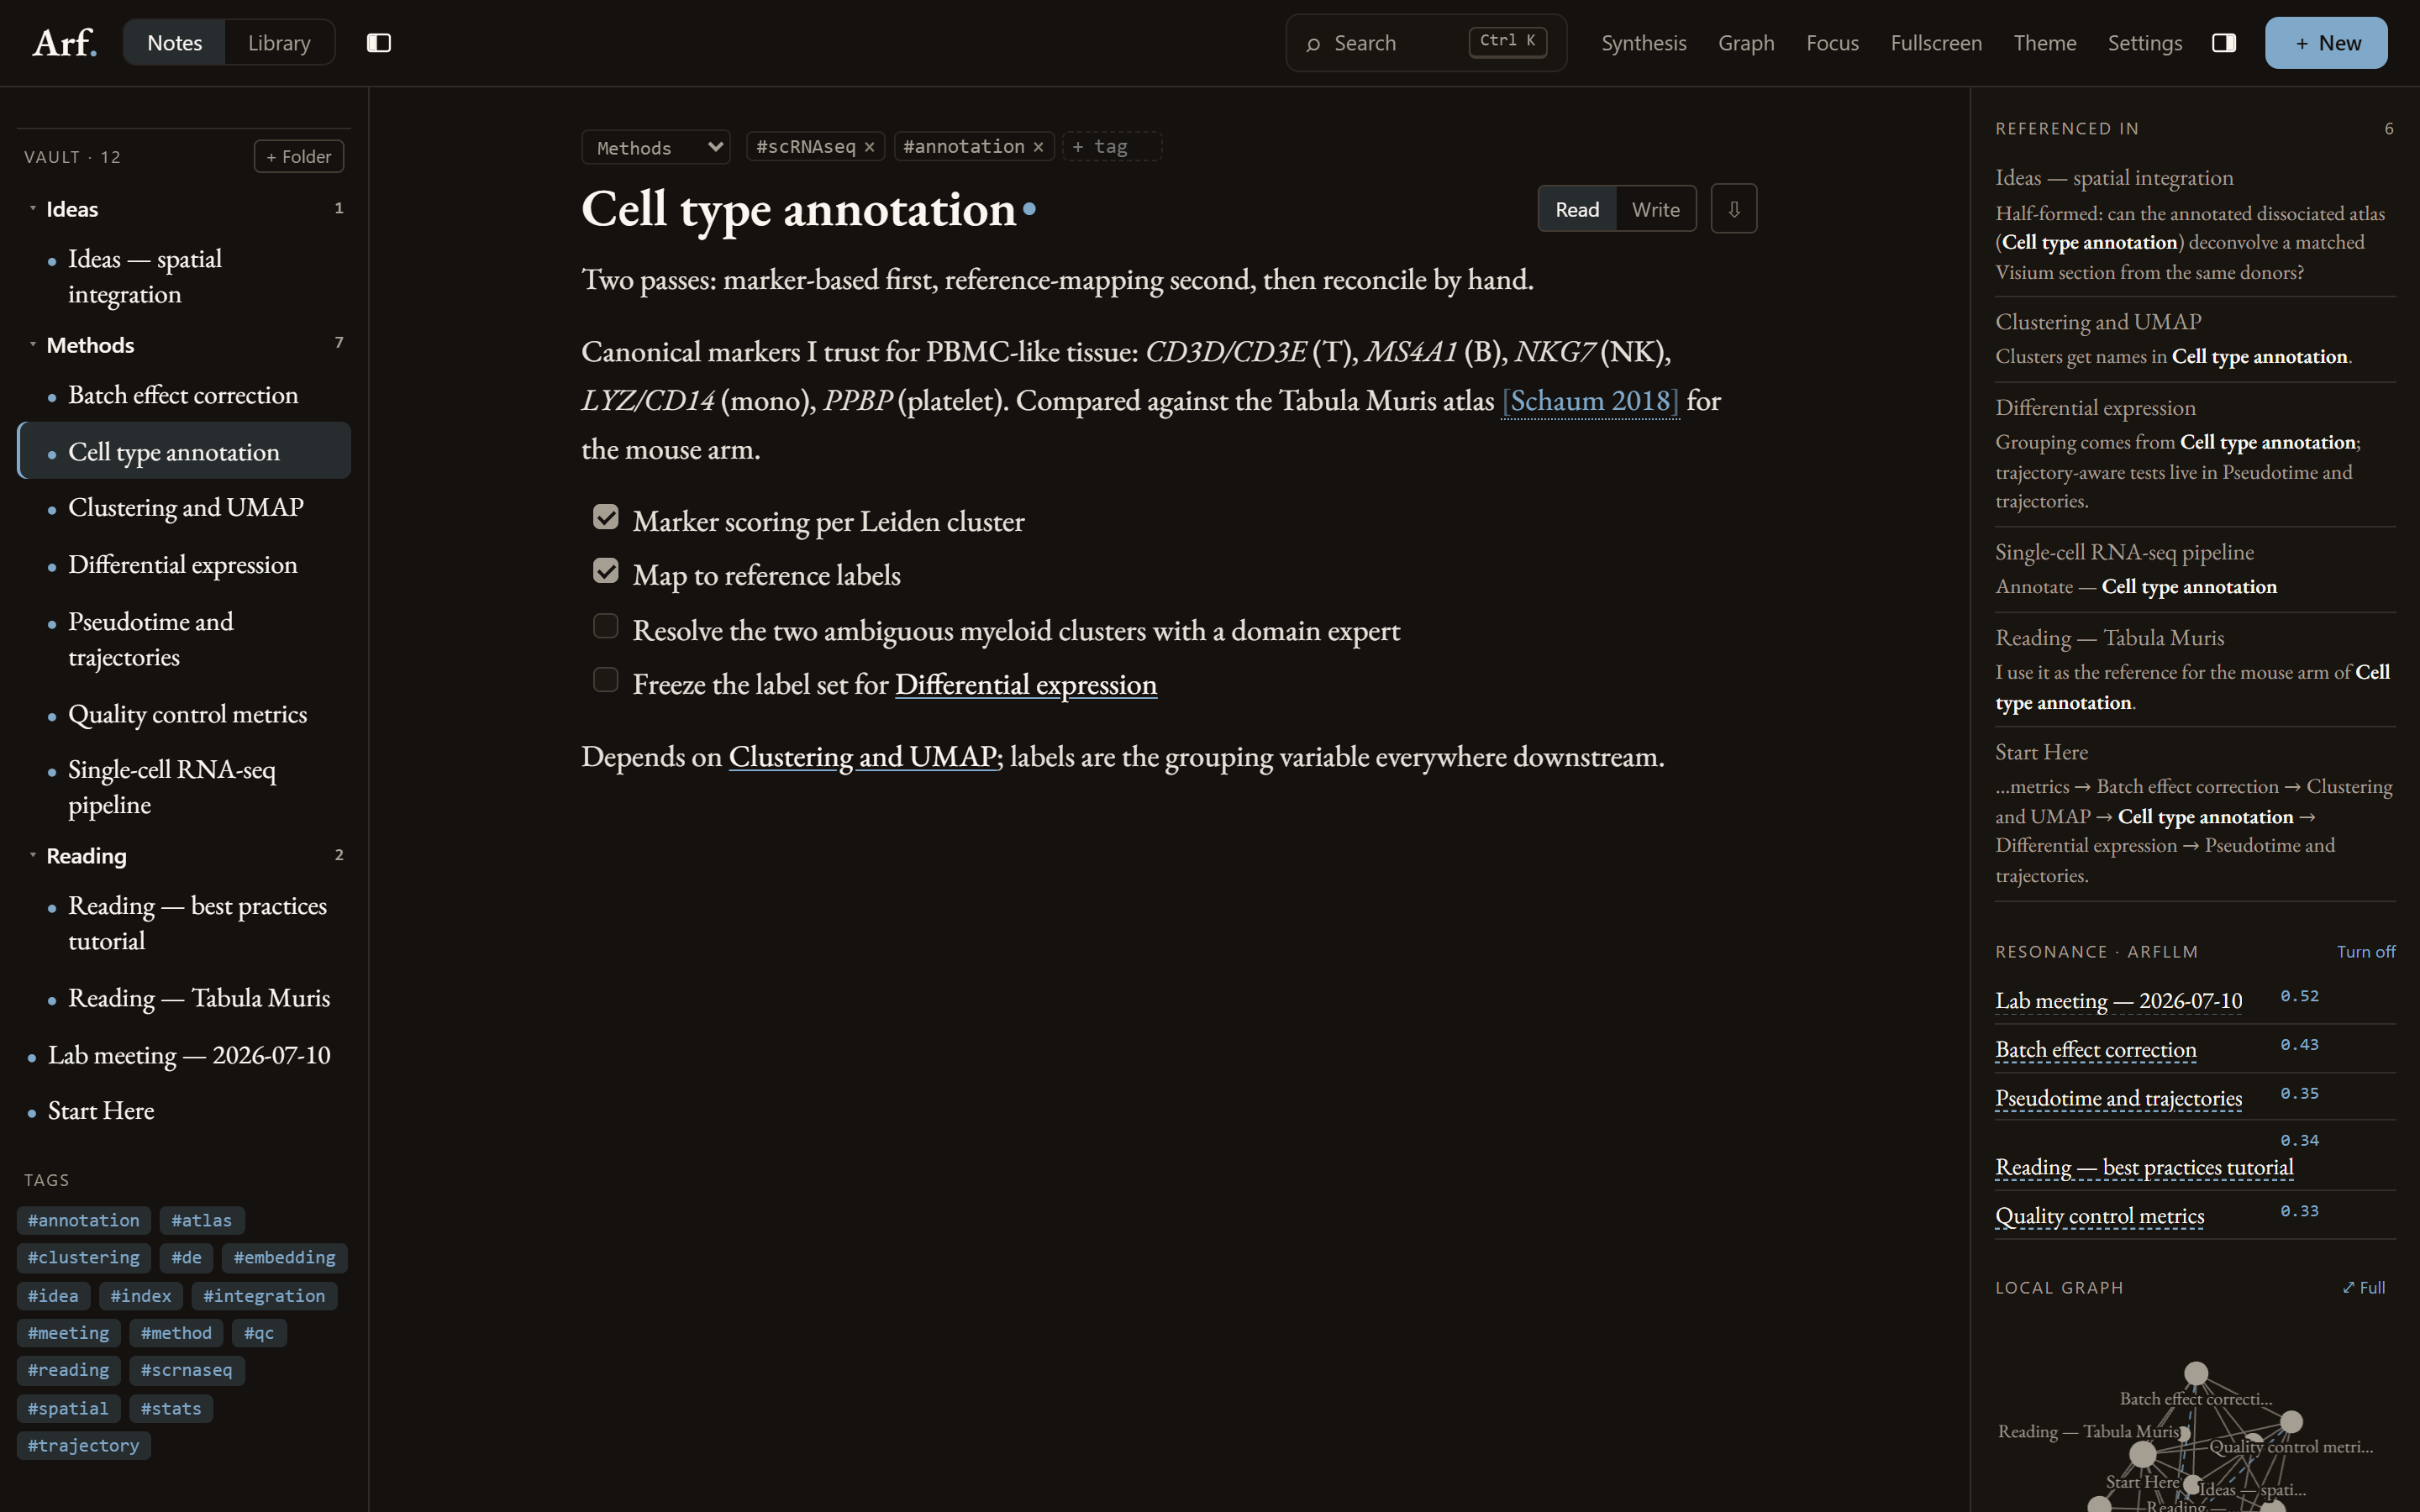 Arf.
Notes
Library
Search
Ctrl K
Synthesis
Graph
Focus
Fullscreen
Theme
Settings
+ New
VAULT · 12
+ Folder
Ideas
1
Ideas — spatial
integration
Methods
7
Batch effect correction
Cell type annotation
Clustering and UMAP
Differential expression
Pseudotime and
trajectories
Quality control metrics
Single-cell RNA-seq
pipeline
Reading
2
Reading — best practices
tutorial
Reading — Tabula Muris
Lab meeting — 2026-07-10
Start Here
TAGS
#annotation #atlas
#clustering #de #embedding
#idea #index #integration
#meeting #method #qc
#reading #scrnaseq
#spatial #stats
#trajectory
Methods
#scRNAseq ×
#annotation ×
+ tag
Cell type annotation
Read
Write
Two passes: marker-based first, reference-mapping second, then reconcile by hand.
Canonical markers I trust for PBMC-like tissue: CD3D/CD3E (T), MS4A1 (B), NKG7 (NK),
LYZ/CD14 (mono), PPBP (platelet). Compared against the Tabula Muris atlas [Schaum 2018] for
the mouse arm.
Marker scoring per Leiden cluster
Map to reference labels
Resolve the two ambiguous myeloid clusters with a domain expert
Freeze the label set for Differential expression
Depends on Clustering and UMAP; labels are the grouping variable everywhere downstream.
REFERENCED IN
6
Ideas — spatial integration
Half-formed: can the annotated dissociated atlas
(Cell type annotation) deconvolve a matched
Visium section from the same donors?
Clustering and UMAP
Clusters get names in Cell type annotation.
Differential expression
Grouping comes from Cell type annotation;
trajectory-aware tests live in Pseudotime and
trajectories.
Single-cell RNA-seq pipeline
Annotate — Cell type annotation
Reading — Tabula Muris
I use it as the reference for the mouse arm of Cell
type annotation.
Start Here
...metrics → Batch effect correction → Clustering
and UMAP → Cell type annotation →
Differential expression → Pseudotime and
trajectories.
RESONANCE · ARFLLM
Turn off
Lab meeting — 2026-07-10 0.52
Batch effect correction 0.43
Pseudotime and trajectories 0.35
0.34
Reading — best practices tutorial
Quality control metrics 0.33
LOCAL GRAPH
⤢ Full
Batch effect correcti...
Reading — Tabula Muris
Quality control metri...
Start Here
Ideas — spati...
Reading —